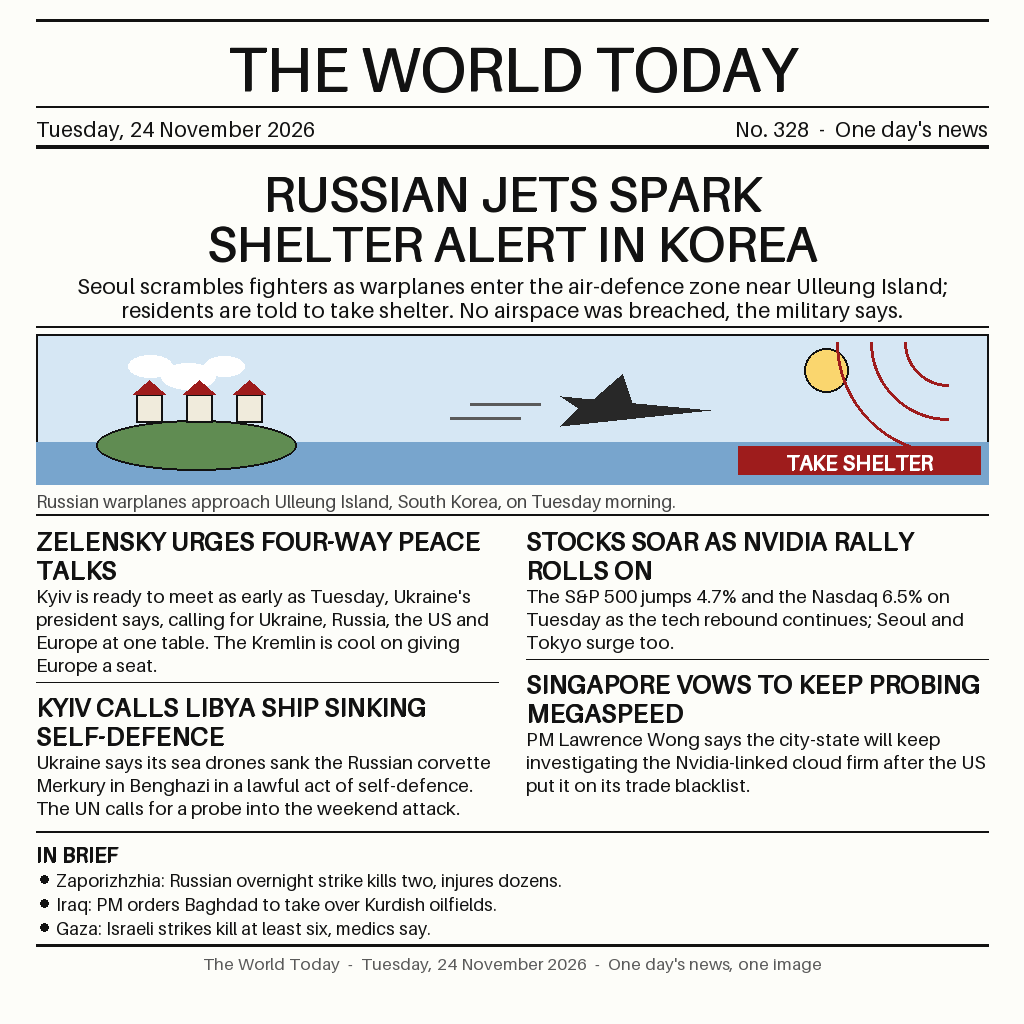 THE WORLD TODAY
Tuesday, 24 November 2026
No. 328 - One day's news
RUSSIAN JETS SPARK
SHELTER ALERT IN KOREA
Seoul scrambles fighters as warplanes enter the air-defence zone near Ulleung Island;
residents are told to take shelter. No airspace was breached, the military says.
TAKE SHELTER
Russian warplanes approach Ulleung Island, South Korea, on Tuesday morning.
ZELENSKY URGES FOUR-WAY PEACE
TALKS
Kyiv is ready to meet as early as Tuesday, Ukraine's
president says, calling for Ukraine, Russia, the US and
Europe at one table. The Kremlin is cool on giving
Europe a seat.
KYIV CALLS LIBYA SHIP SINKING
SELF-DEFENCE
Ukraine says its sea drones sank the Russian corvette
Merkury in Benghazi in a lawful act of self-defence.
The UN calls for a probe into the weekend attack.
STOCKS SOAR AS NVIDIA RALLY
ROLLS ON
The S&P 500 jumps 4.7% and the Nasdaq 6.5% on
Tuesday as the tech rebound continues; Seoul and
Tokyo surge too.
SINGAPORE VOWS TO KEEP PROBING
MEGASPEED
PM Lawrence Wong says the city-state will keep
investigating the Nvidia-linked cloud firm after the US
put it on its trade blacklist.
IN BRIEF
● Zaporizhzhia: Russian overnight strike kills two, injures dozens.
● Iraq: PM orders Baghdad to take over Kurdish oilfields.
● Gaza: Israeli strikes kill at least six, medics say.
The World Today - Tuesday, 24 November 2026 - One day's news, one image